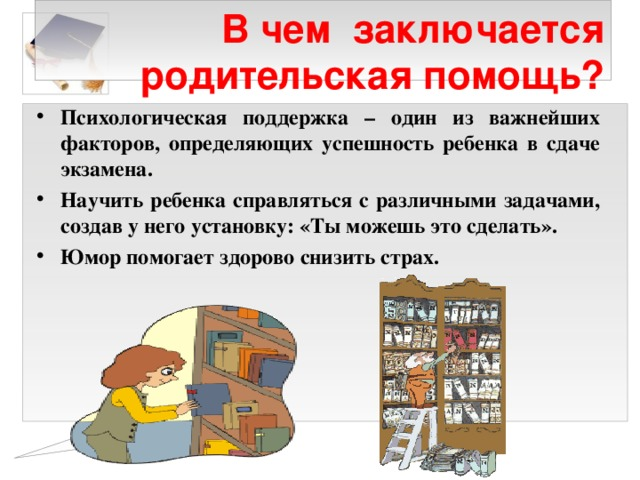 В чем заключается
родительская помощь?
• Психологическая поддержка – один из важнейших
факторов, определяющих успешность ребенка в сдаче
экзамена.
• Научить ребенка справляться с различными задачами,
создав у него установку: «Ты можешь это сделать».
• Юмор помогает здорово снизить страх.